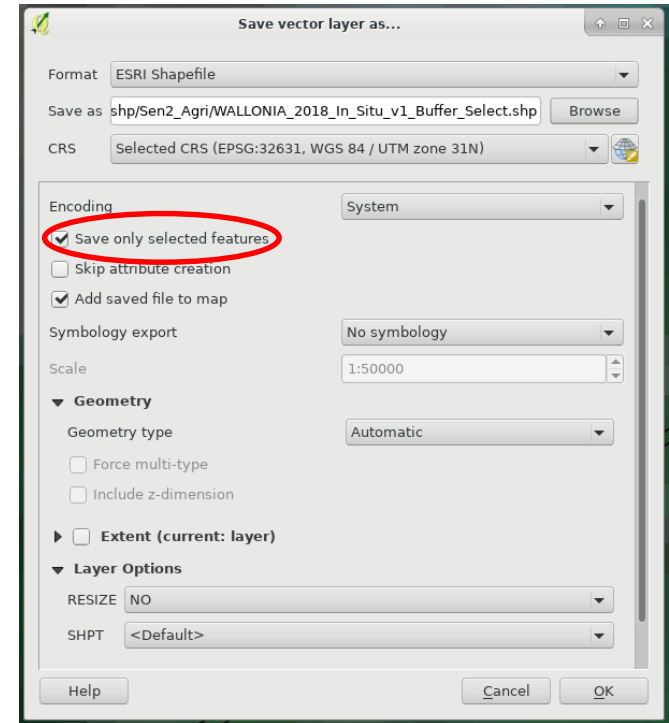 Save vector layer as...
Format ESRI Shapefile
Save as shp/Sen2_Agri/WALLONIA_2018_In_Situ_v1_Buffer_Select.shp Browse
CRS Selected CRS (EPSG:32631, WGS 84 / UTM zone 31N)
Encoding System
Save only selected features
Skip attribute creation
Add saved file to map
Symbology export No symbology
Scale 1:50000
Geometry
Geometry type Automatic
Force multi-type
Include z-dimension
Extent (current: layer)
Layer Options
RESIZE NO
SHPT <Default>
Help Cancel OK